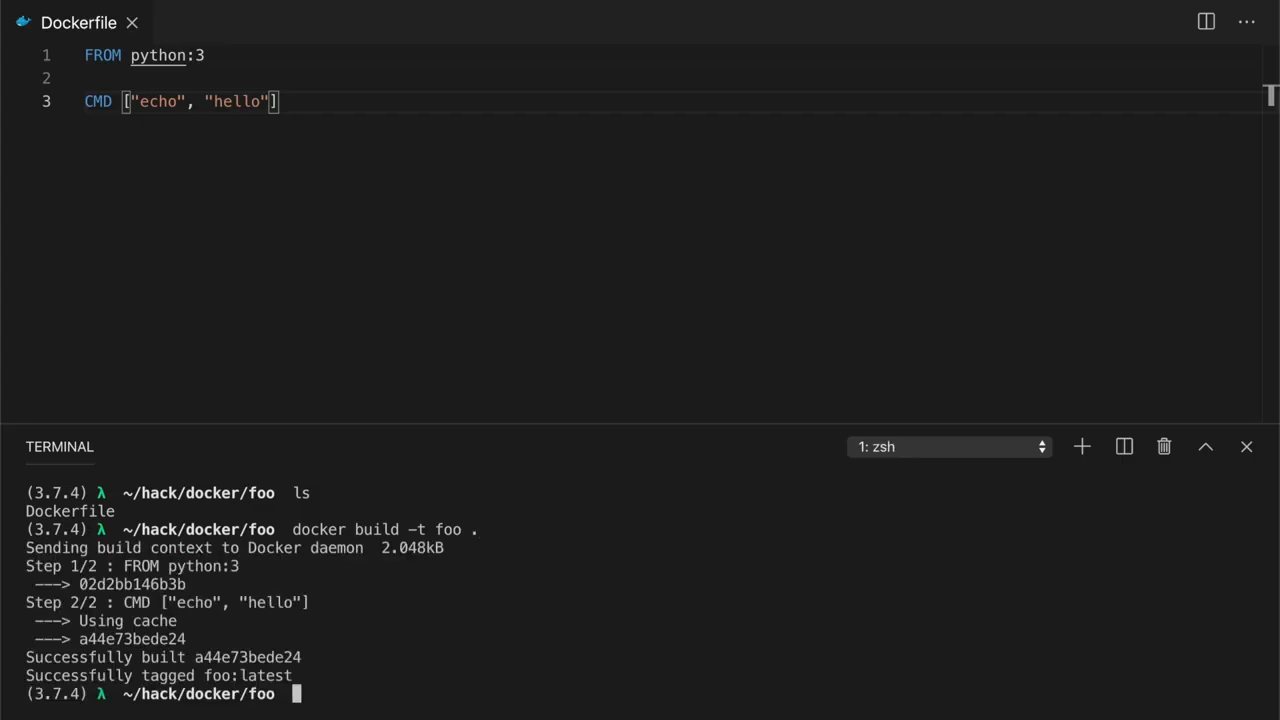 Dockerfile
1 FROM python:3
2
3 CMD ["echo", "hello"]
TERMINAL
1: zsh
(3.7.4) λ ~/hack/docker/foo ls
Dockerfile
(3.7.4) λ ~/hack/docker/foo docker build -t foo .
Sending build context to Docker daemon 2.048kB
Step 1/2 : FROM python:3
---> 02d2bb146b3b
Step 2/2 : CMD ["echo", "hello"]
---> Using cache
---> a44e73bede24
Successfully built a44e73bede24
Successfully tagged foo:latest
(3.7.4) λ ~/hack/docker/foo